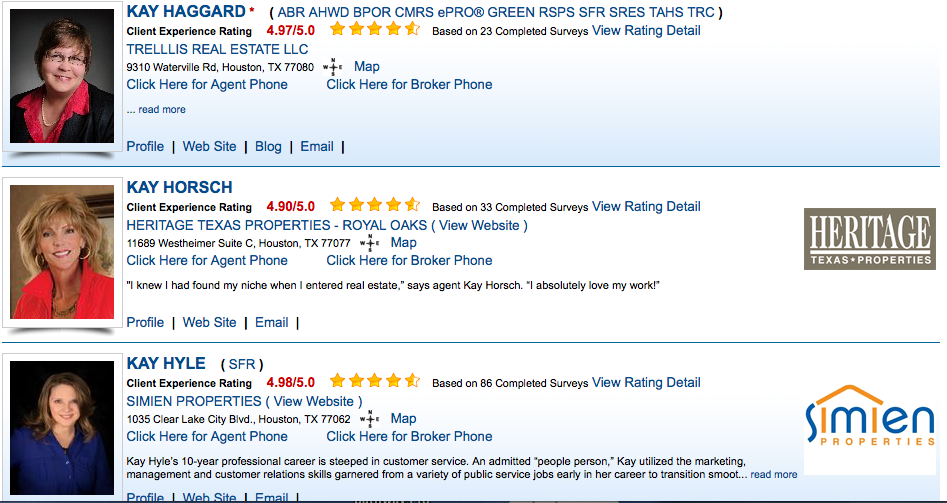 KAY HAGGARD * ( ABR AHWD BPOR CMRS ePRO® GREEN RSPS SFR SRES TAHS TRC )
Client Experience Rating 4.97/5.0 Based on 23 Completed Surveys View Rating Detail
TRELLLIS REAL ESTATE LLC
9310 Waterville Rd, Houston, TX 77080 N W E S Map
Click Here for Agent Phone Click Here for Broker Phone
... read more
Profile | Web Site | Blog | Email |
KAY HORSCH
Client Experience Rating 4.90/5.0 Based on 33 Completed Surveys View Rating Detail
HERITAGE TEXAS PROPERTIES - ROYAL OAKS ( View Website )
11689 Westheimer Suite C, Houston, TX 77077 N W E S Map
Click Here for Agent Phone Click Here for Broker Phone
"I knew I had found my niche when I entered real estate,” says agent Kay Horsch. “I absolutely love my work!”
Profile | Web Site | Email |
HERITAGE
TEXAS★PROPERTIES
KAY HYLE ( SFR )
Client Experience Rating 4.98/5.0 Based on 86 Completed Surveys View Rating Detail
SIMIEN PROPERTIES ( View Website )
1035 Clear Lake City Blvd., Houston, TX 77062 N W E S Map
Click Here for Agent Phone Click Here for Broker Phone
Kay Hyle’s 10-year professional career is steeped in customer service. An admitted “people person,” Kay utilized the marketing,
management and customer relations skills garnered from a variety of public service jobs early in her career to transition smoot... read more
Profile | Web Site | Email |
Simien
PROPERTIES